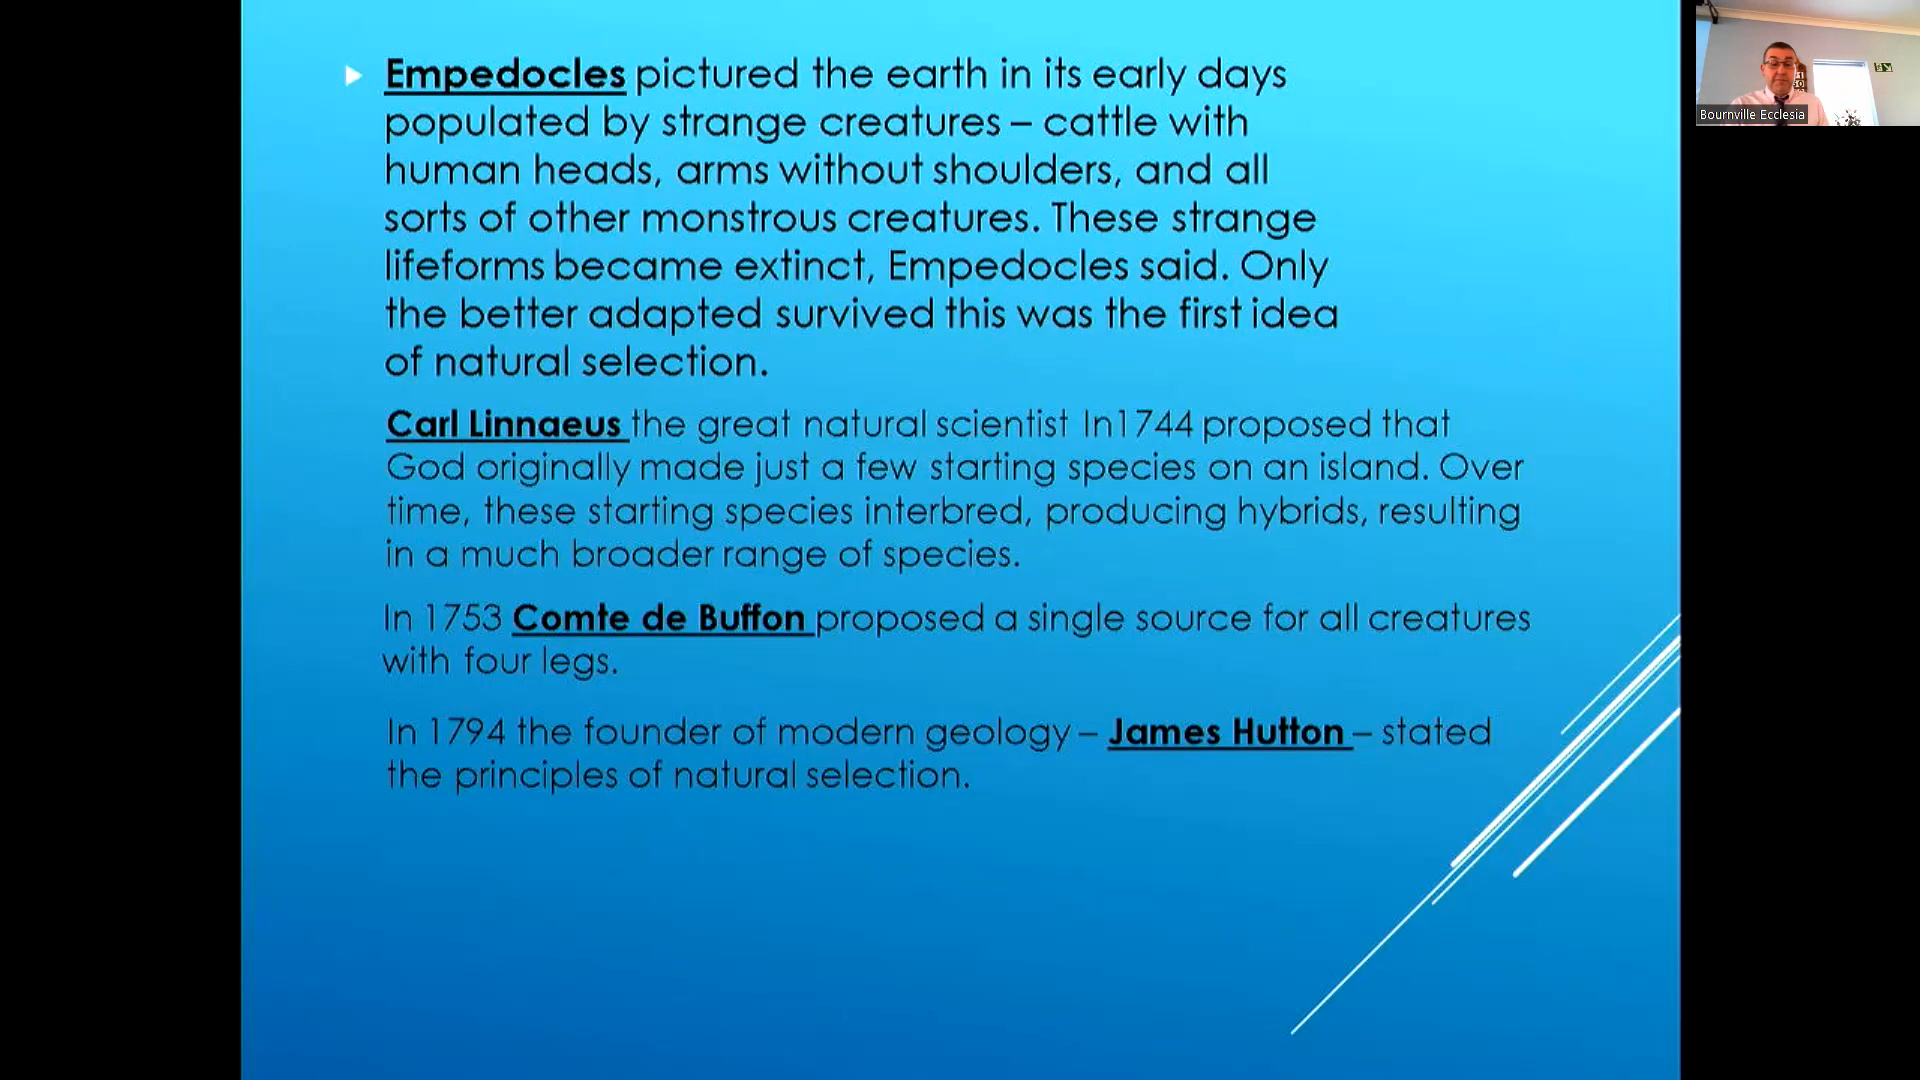 Empedocles pictured the earth in its early days
populated by strange creatures – cattle with
human heads, arms without shoulders, and all
sorts of other monstrous creatures. These strange
lifeforms became extinct, Empedocles said. Only
the better adapted survived this was the first idea
of natural selection.
Carl Linnaeus the great natural scientist In1744 proposed that
God originally made just a few starting species on an island. Over
time, these starting species interbred, producing hybrids, resulting
in a much broader range of species.
In 1753 Comte de Buffon proposed a single source for all creatures
with four legs.
In 1794 the founder of modern geology – James Hutton – stated
the principles of natural selection.
Bournville Ecclesia